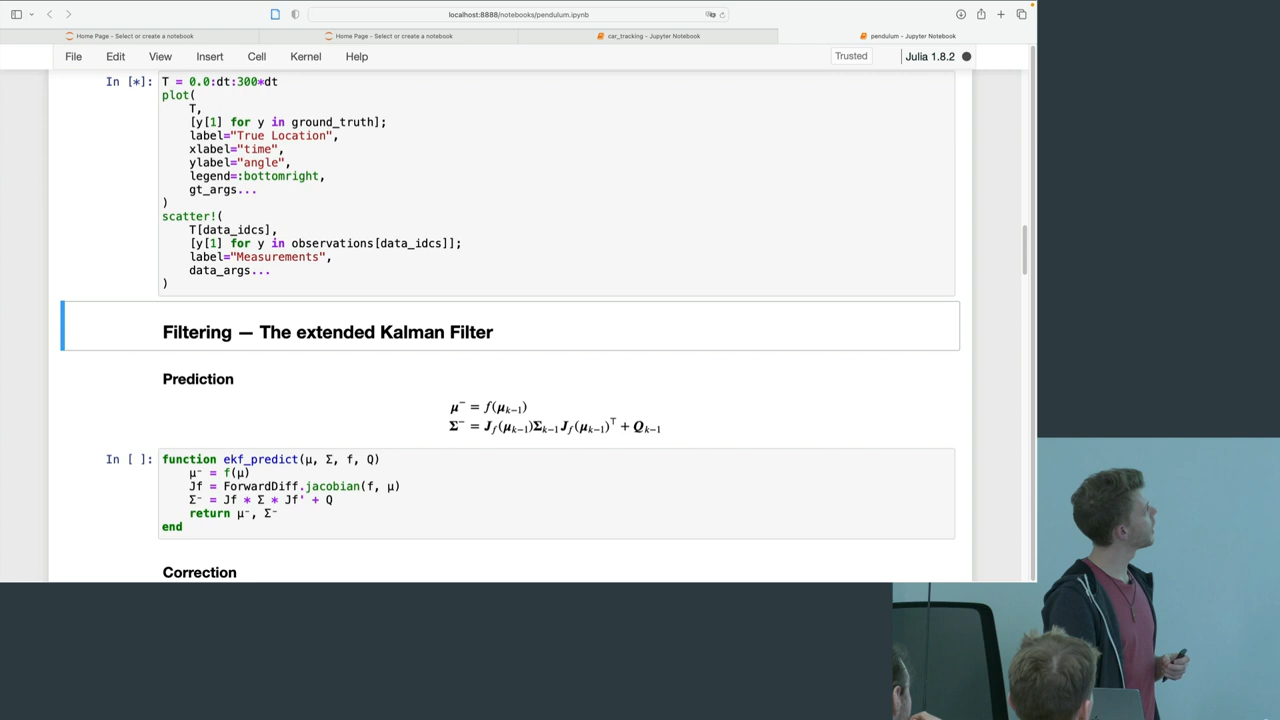 localhost:8888/notebooks/pendulum.ipynb
Home Page - Select or create a notebook
Home Page - Select or create a notebook
car_tracking - Jupyter Notebook
pendulum - Jupyter Notebook
File Edit View Insert Cell Kernel Help
Trusted
Julia 1.8.2
In [*]:
T = 0.0:dt:300*dt
plot(
T,
[y[1] for y in ground_truth];
label="True Location",
xlabel="time",
ylabel="angle",
legend=:bottomright,
gt_args...
)
scatter!(
T[data_idcs],
[y[1] for y in observations[data_idcs]];
label="Measurements",
data_args...
)
Filtering — The extended Kalman Filter
Prediction
μ⁻ = f(μₖ₋₁)
Σ⁻ = J_f(μₖ₋₁)Σₖ₋₁J_f(μₖ₋₁)ᵀ + Qₖ₋₁
In [ ]:
function ekf_predict(μ, Σ, f, Q)
μ⁻ = f(μ)
Jf = ForwardDiff.jacobian(f, μ)
Σ⁻ = Jf * Σ * Jf' + Q
return μ⁻, Σ⁻
end
Correction